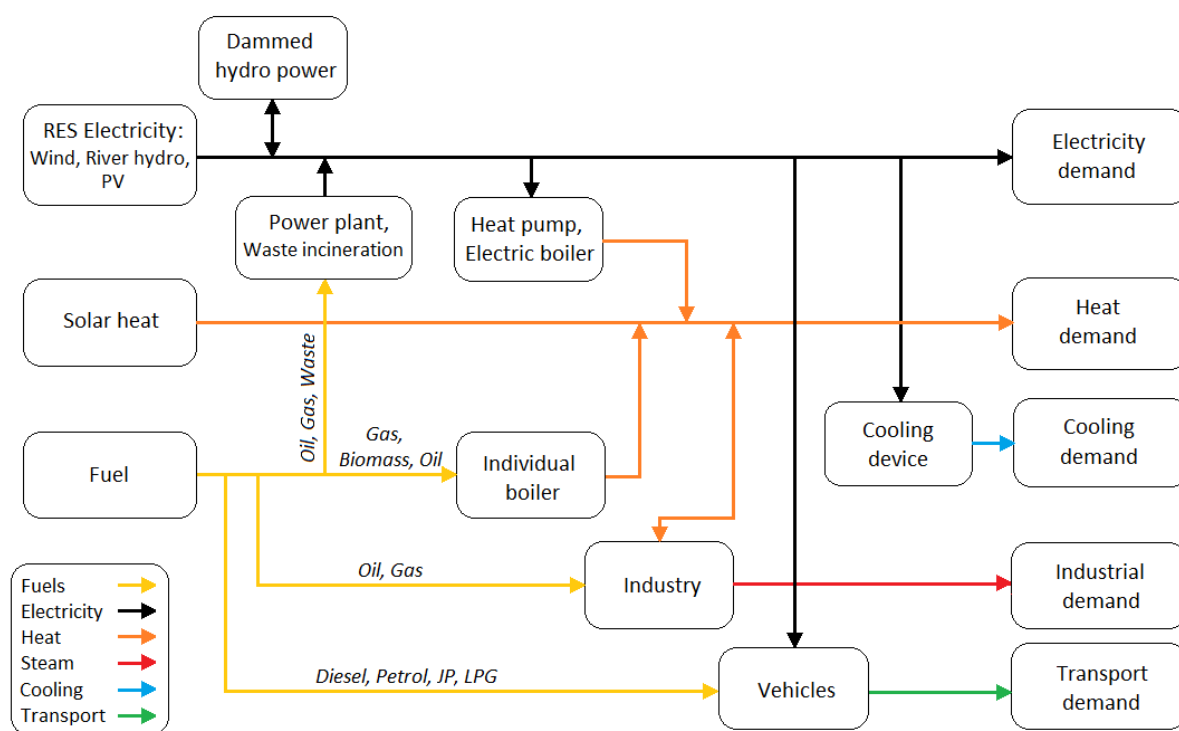 Dammed
hydro power
RES Electricity:
Wind, River hydro,
PV
Electricity
demand
Power plant,
Waste incineration
Heat pump,
Electric boiler
Solar heat
Heat
demand
Oil, Gas, Waste
Gas,
Biomass, Oil
Fuel
Individual
boiler
Cooling
device
Cooling
demand
Oil, Gas
Industry
Industrial
demand
Diesel, Petrol, JP, LPG
Vehicles
Transport
demand
Fuels
Electricity
Heat
Steam
Cooling
Transport